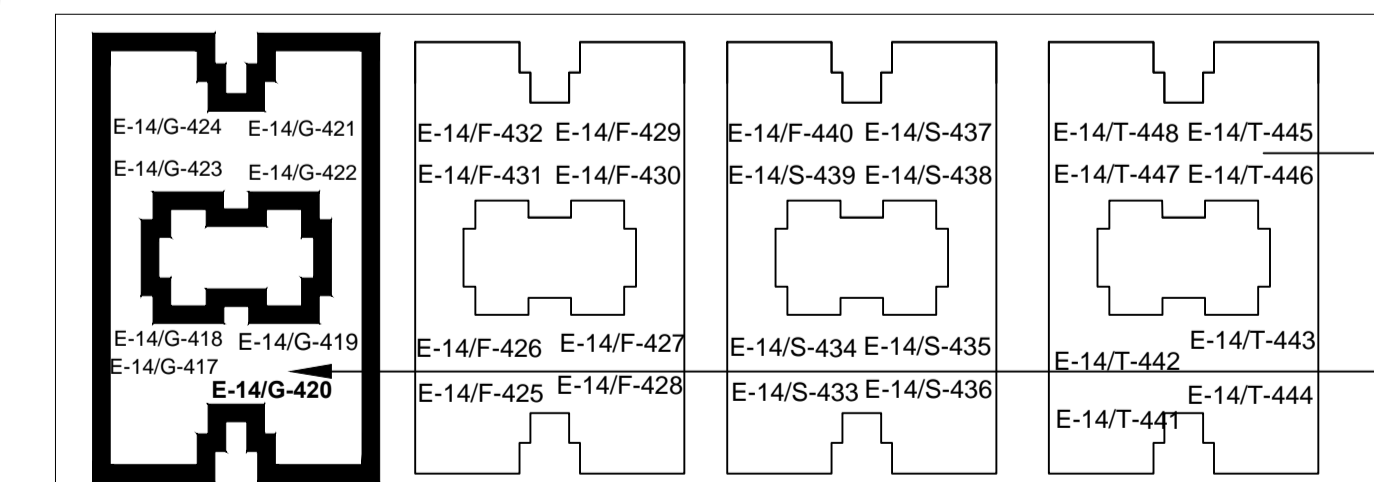 E-14/G-424 E-14/G-421
E-14/G-423 E-14/G-422
E-14/G-418 E-14/G-419
E-14/G-417
E-14/G-420
E-14/F-432 E-14/F-429
E-14/F-431 E-14/F-430
E-14/F-426 E-14/F-427
E-14/F-425 E-14/F-428
E-14/F-440 E-14/S-437
E-14/S-439 E-14/S-438
E-14/S-434 E-14/S-435
E-14/S-433 E-14/S-436
E-14/T-448 E-14/T-445
E-14/T-447 E-14/T-446
E-14/T-442 E-14/T-443
E-14/T-441 E-14/T-444